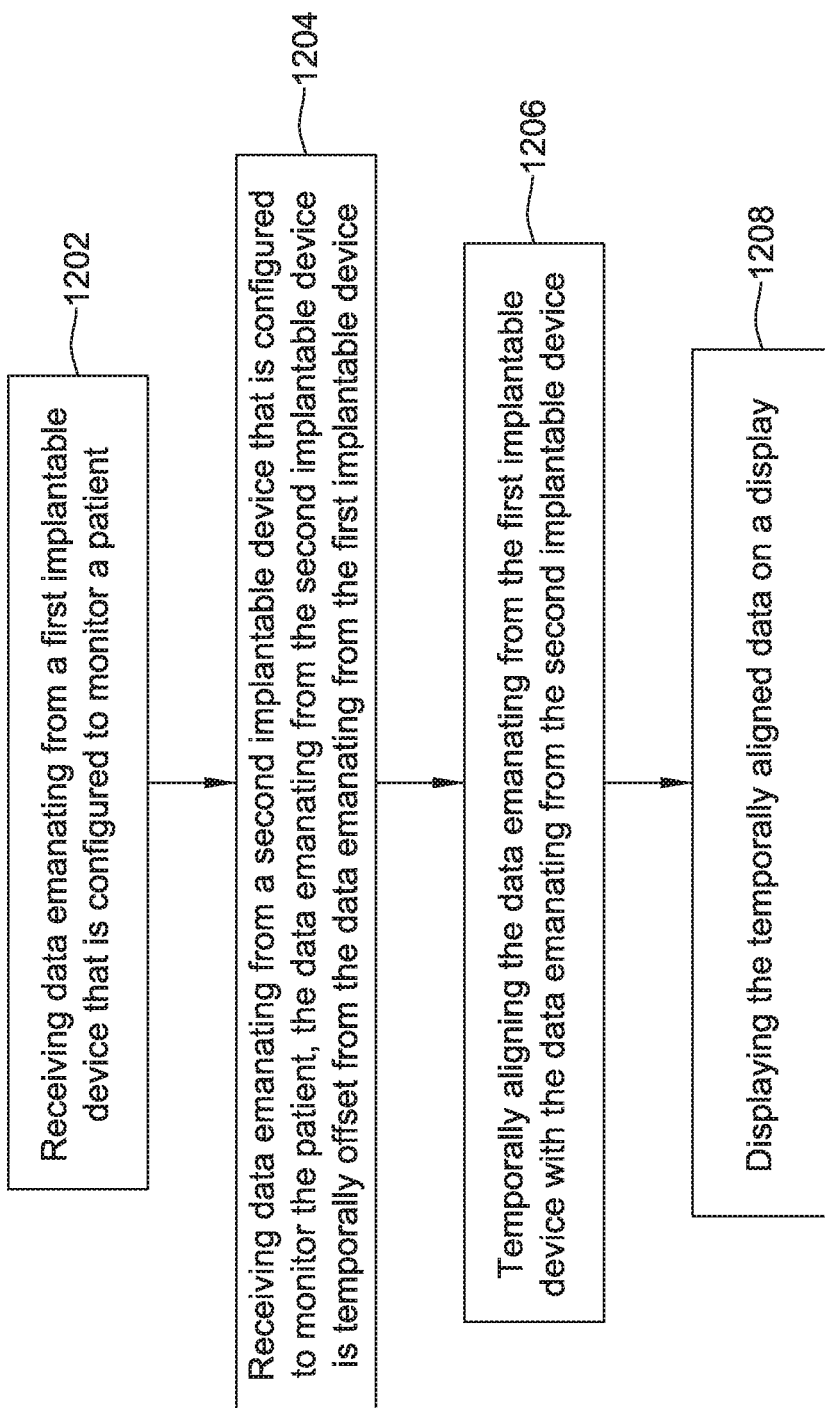 Receiving data emanating from a first implantable
device that is configured to monitor a patient
1202
Receiving data emanating from a second implantable device that is configured
to monitor the patient, the data emanating from the second implantable device
is temporally offset from the data emanating from the first implantable device
1204
Temporally aligning the data emanating from the first implantable
device with the data emanating from the second implantable device
1206
Displaying the temporally aligned data on a display
1208